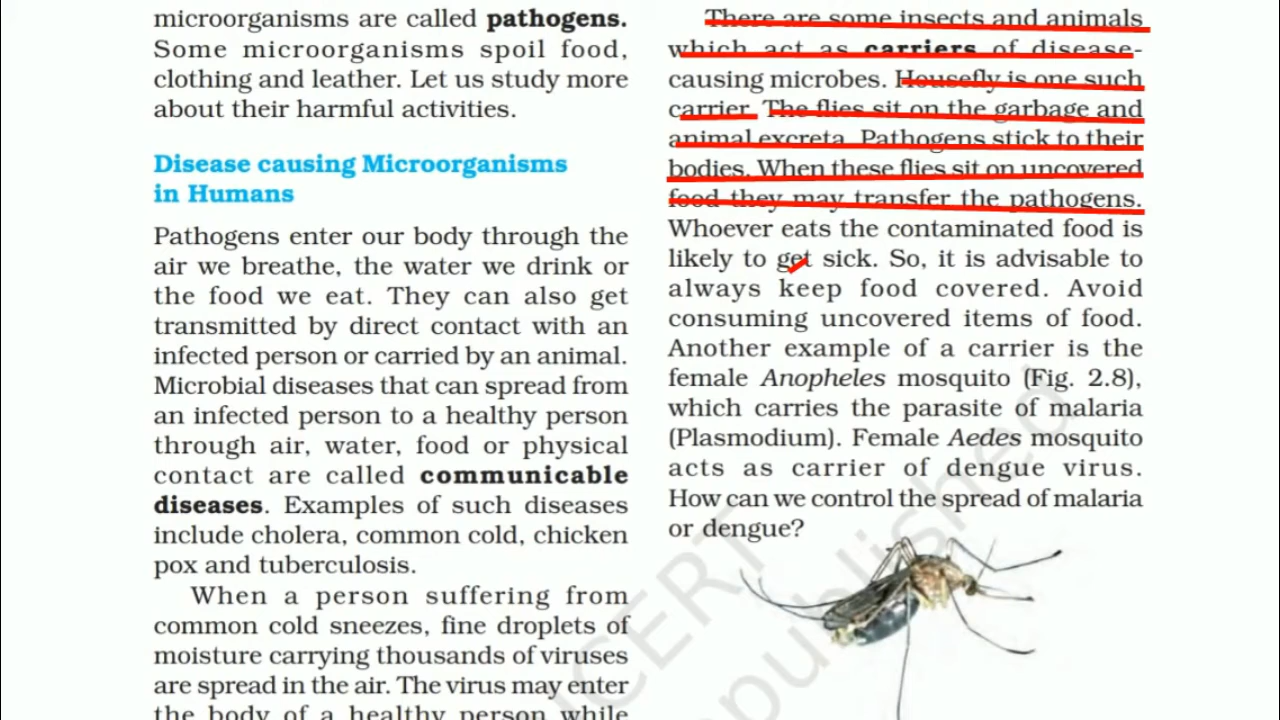 microorganisms are called pathogens.
Some microorganisms spoil food,
clothing and leather. Let us study more
about their harmful activities.
Disease causing Microorganisms
in Humans
Pathogens enter our body through the
air we breathe, the water we drink or
the food we eat. They can also get
transmitted by direct contact with an
infected person or carried by an animal.
Microbial diseases that can spread from
an infected person to a healthy person
through air, water, food or physical
contact are called communicable
diseases. Examples of such diseases
include cholera, common cold, chicken
pox and tuberculosis.
When a person suffering from
common cold sneezes, fine droplets of
moisture carrying thousands of viruses
are spread in the air. The virus may enter
the body of a healthy person while
There are some insects and animals
which act as carriers of disease-
causing microbes. Housefly is one such
carrier. The flies sit on the garbage and
animal excreta. Pathogens stick to their
bodies. When these flies sit on uncovered
food they may transfer the pathogens.
Whoever eats the contaminated food is
likely to get sick. So, it is advisable to
always keep food covered. Avoid
consuming uncovered items of food.
Another example of a carrier is the
female Anopheles mosquito (Fig. 2.8),
which carries the parasite of malaria
(Plasmodium). Female Aedes mosquito
acts as carrier of dengue virus.
How can we control the spread of malaria
or dengue?